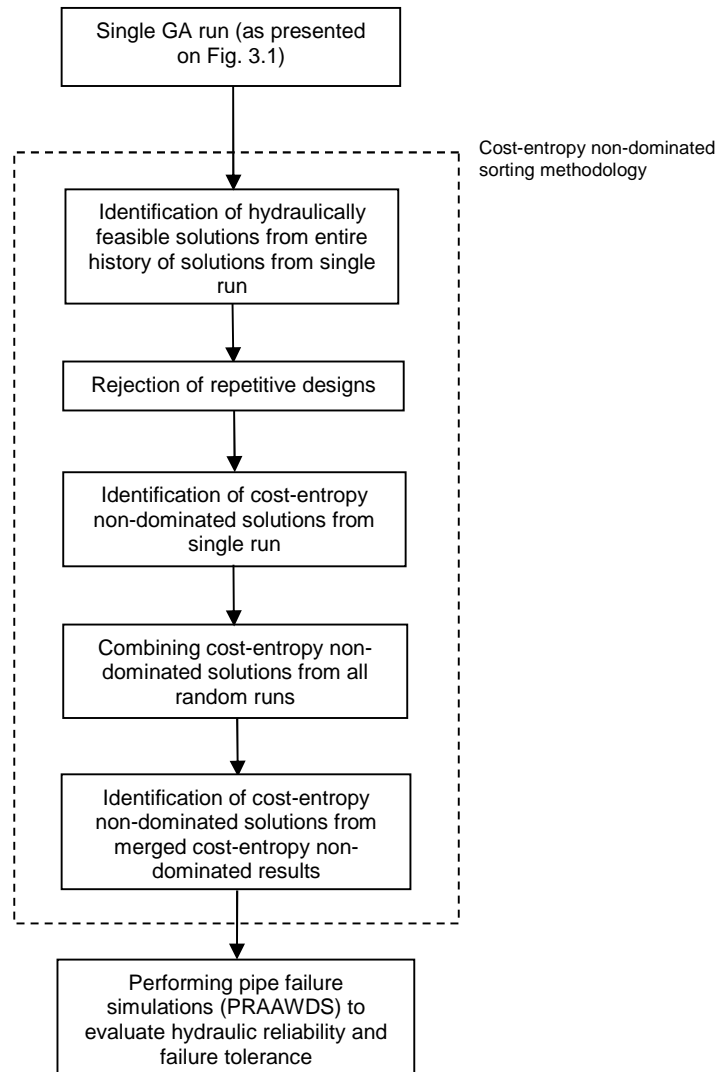 Single GA run (as presented
on Fig. 3.1)
Cost-entropy non-dominated
sorting methodology
Identification of hydraulically
feasible solutions from entire
history of solutions from single
run
Rejection of repetitive designs
Identification of cost-entropy
non-dominated solutions from
single run
Combining cost-entropy non-
dominated solutions from all
random runs
Identification of cost-entropy
non-dominated solutions from
merged cost-entropy non-
dominated results
Performing pipe failure
simulations (PRAAWDS) to
evaluate hydraulic reliability and
failure tolerance